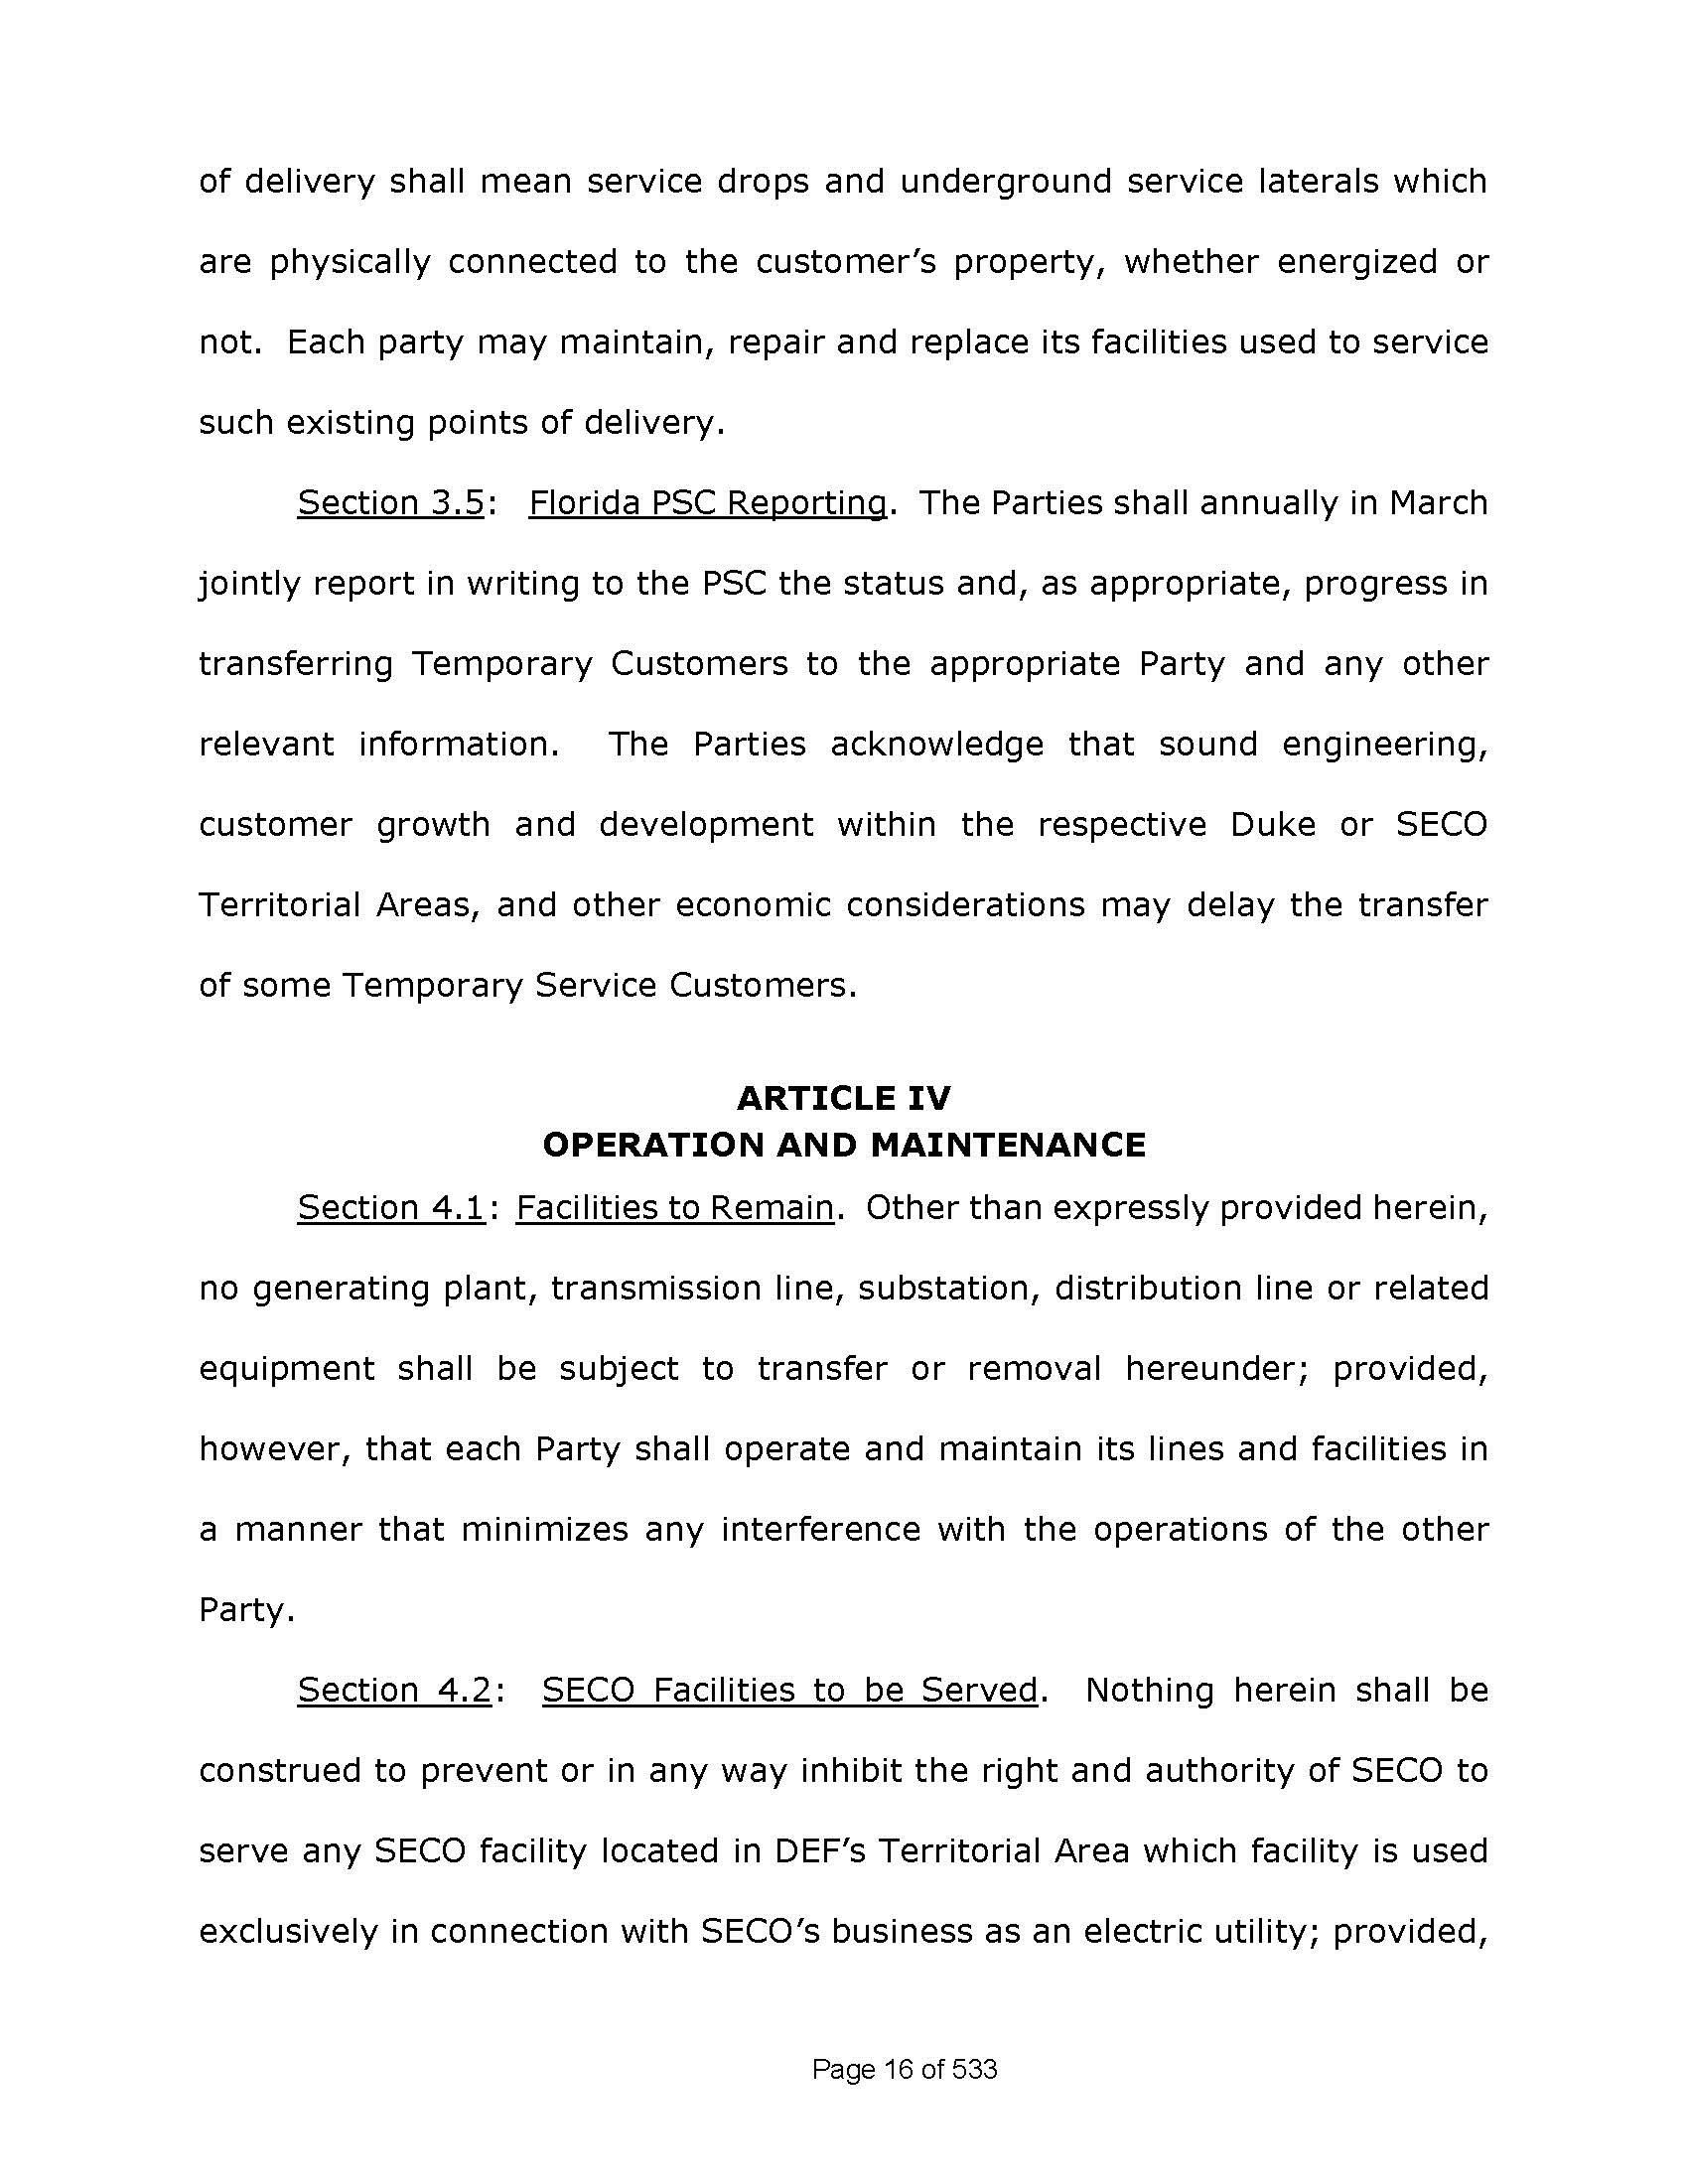 of delivery shall mean service drops and underground service laterals which
are physically connected to the customer’s property, whether energized or
not.  Each party may maintain, repair and replace its facilities used to service
such existing points of delivery.
Section 3.5:   Florida PSC Reporting.  The Parties shall annually in March
jointly report in writing to the PSC the status and, as appropriate, progress in
transferring Temporary Customers to the appropriate Party and any other
relevant information.  The Parties acknowledge that sound engineering,
customer growth and development within the respective Duke or SECO
Territorial Areas, and other economic considerations may delay the transfer
of some Temporary Service Customers.
ARTICLE IV
OPERATION AND MAINTENANCE
Section 4.1:  Facilities to Remain.  Other than expressly provided herein,
no generating plant, transmission line, substation, distribution line or related
equipment shall be subject to transfer or removal hereunder; provided,
however, that each Party shall operate and maintain its lines and facilities in
a manner that minimizes any interference with the operations of the other
Party.
Section 4.2:  SECO Facilities to be Served.  Nothing herein shall be
construed to prevent or in any way inhibit the right and authority of SECO to
serve any SECO facility located in DEF’s Territorial Area which facility is used
exclusively in connection with SECO’s business as an electric utility; provided,
Page 16 of 533